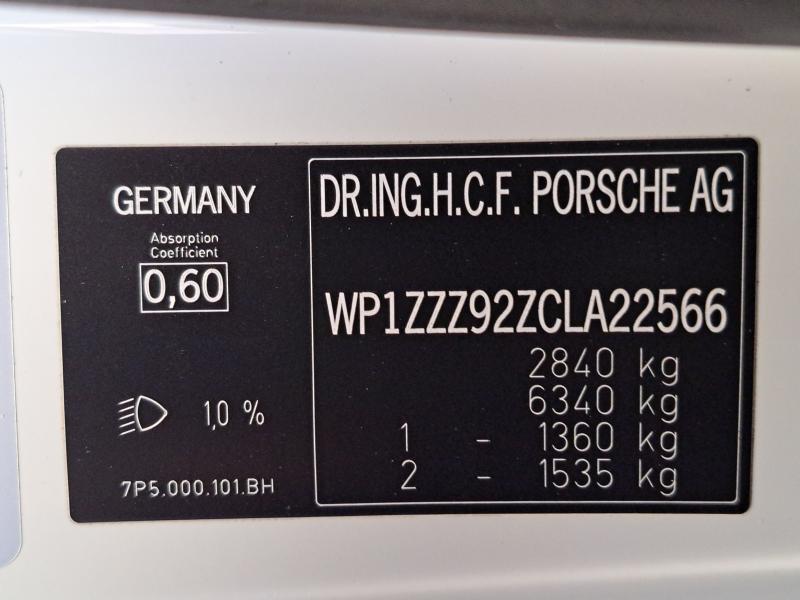 GERMANY
Absorption
Coefficient
0,60
1,0 %
7P5.000.101.BH
DR.ING.H.C.F. PORSCHE AG
WP1ZZZ92ZCLA22566
2840 kg
6340 kg
1 - 1360 kg
2 - 1535 kg